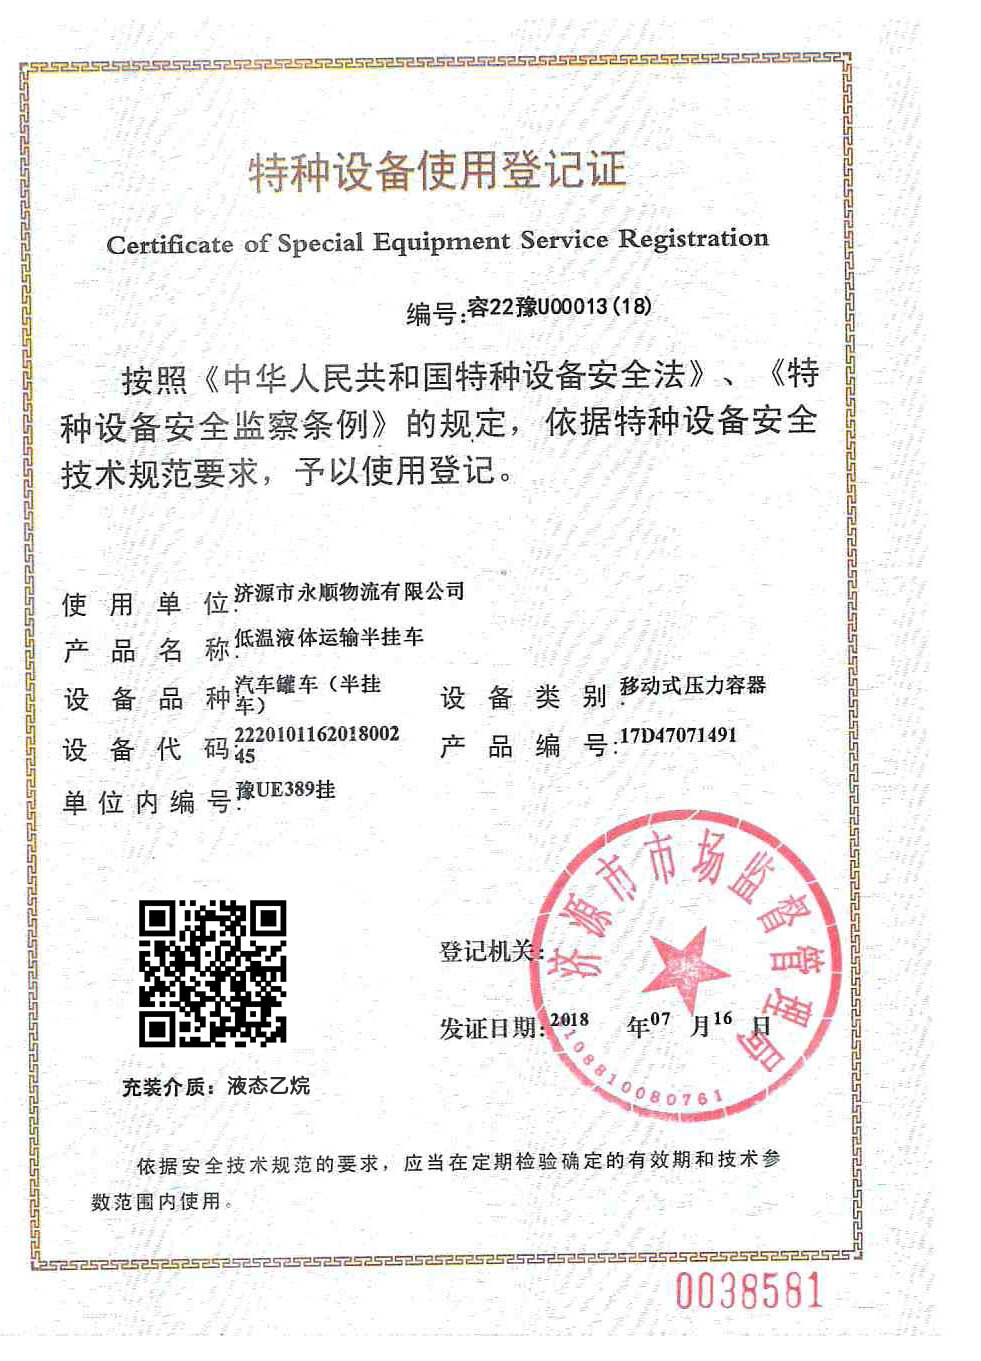 特种设备使用登记证
Certificate of Special Equipment Service Registration
编号:容22豫U00013(18)
按照《中华人民共和国特种设备安全法》、《特
种设备安全监察条例》的规定，依据特种设备安全
技术规范要求，予以使用登记。
使用单位:济源市永顺物流有限公司
产品名称:低温液体运输半挂车
设备品种:汽车罐车（半挂
车）
设备类别:移动式压力容器
设备代码:2220101162018002
45
产品编号:17D47071491
单位内编号:豫UE389挂
登记机关:
济源市市场监督管理局
发证日期:2018 年07 月16 日
4108810080761
充装介质：液态乙烷
依据安全技术规范的要求，应当在定期检验确定的有效期和技术参
数范围内使用。
0038581